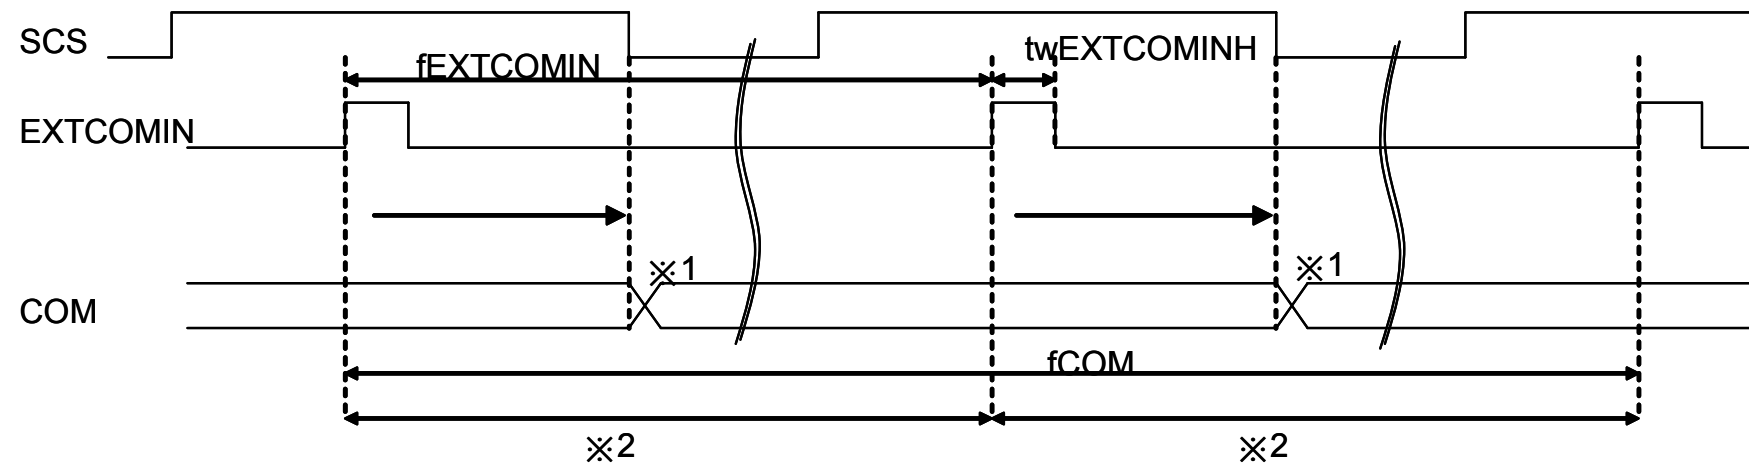 SCS
fEXTCOMIN
twEXTCOMINH
EXTCOMIN
※1
※1
COM
fCOM
※2
※2